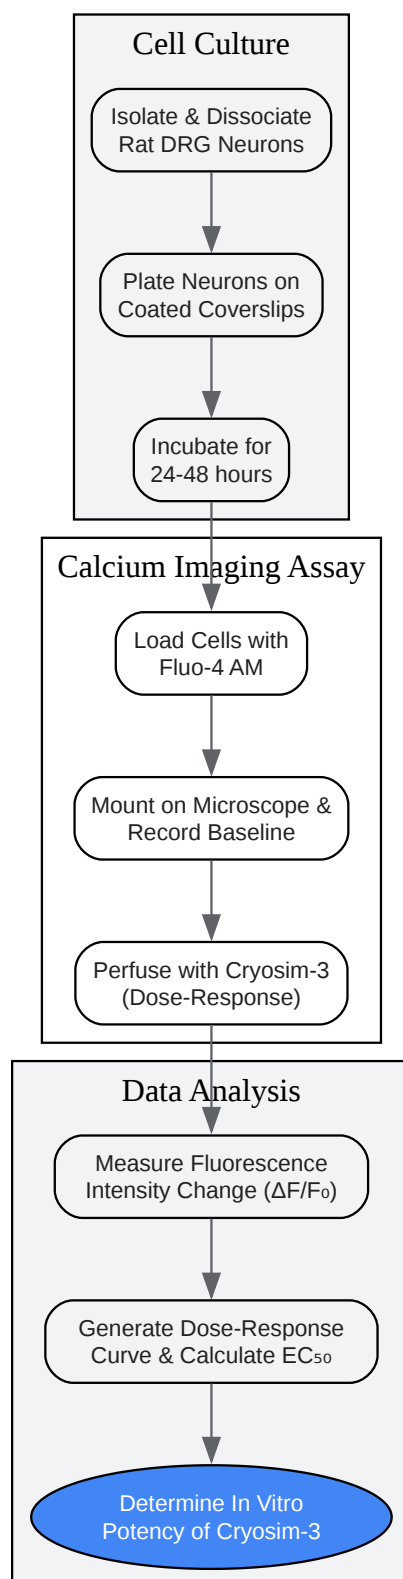 Cell Culture
Isolate & Dissociate
Rat DRG Neurons
Plate Neurons on
Coated Coverslips
Incubate for
24-48 hours
Calcium Imaging Assay
Load Cells with
Fluo-4 AM
Mount on Microscope &
Record Baseline
Perfuse with Cryosim-3
(Dose-Response)
Data Analysis
Measure Fluorescence
Intensity Change (ΔF/F₀)
Generate Dose-Response
Curve & Calculate EC₅₀
Determine In Vitro
Potency of Cryosim-3